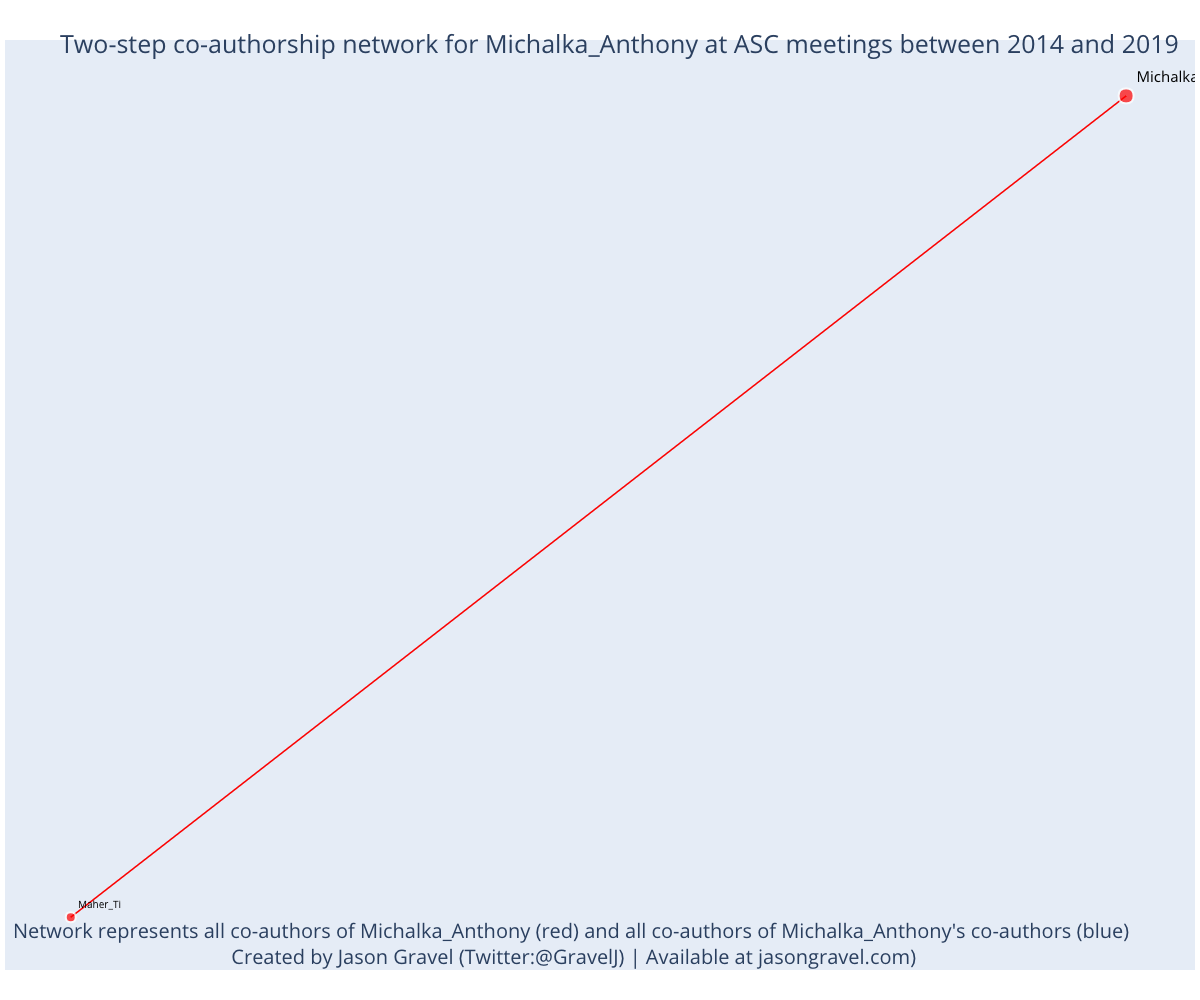 Two-step co-authorship network for Michalka_Anthony at ASC meetings between 2014 and 2019
Michalka
Maher_TI
Network represents all co-authors of Michalka_Anthony (red) and all co-authors of Michalka_Anthony's co-authors (blue)
Created by Jason Gravel (Twitter:@GravelJ) | Available at jasongravel.com)